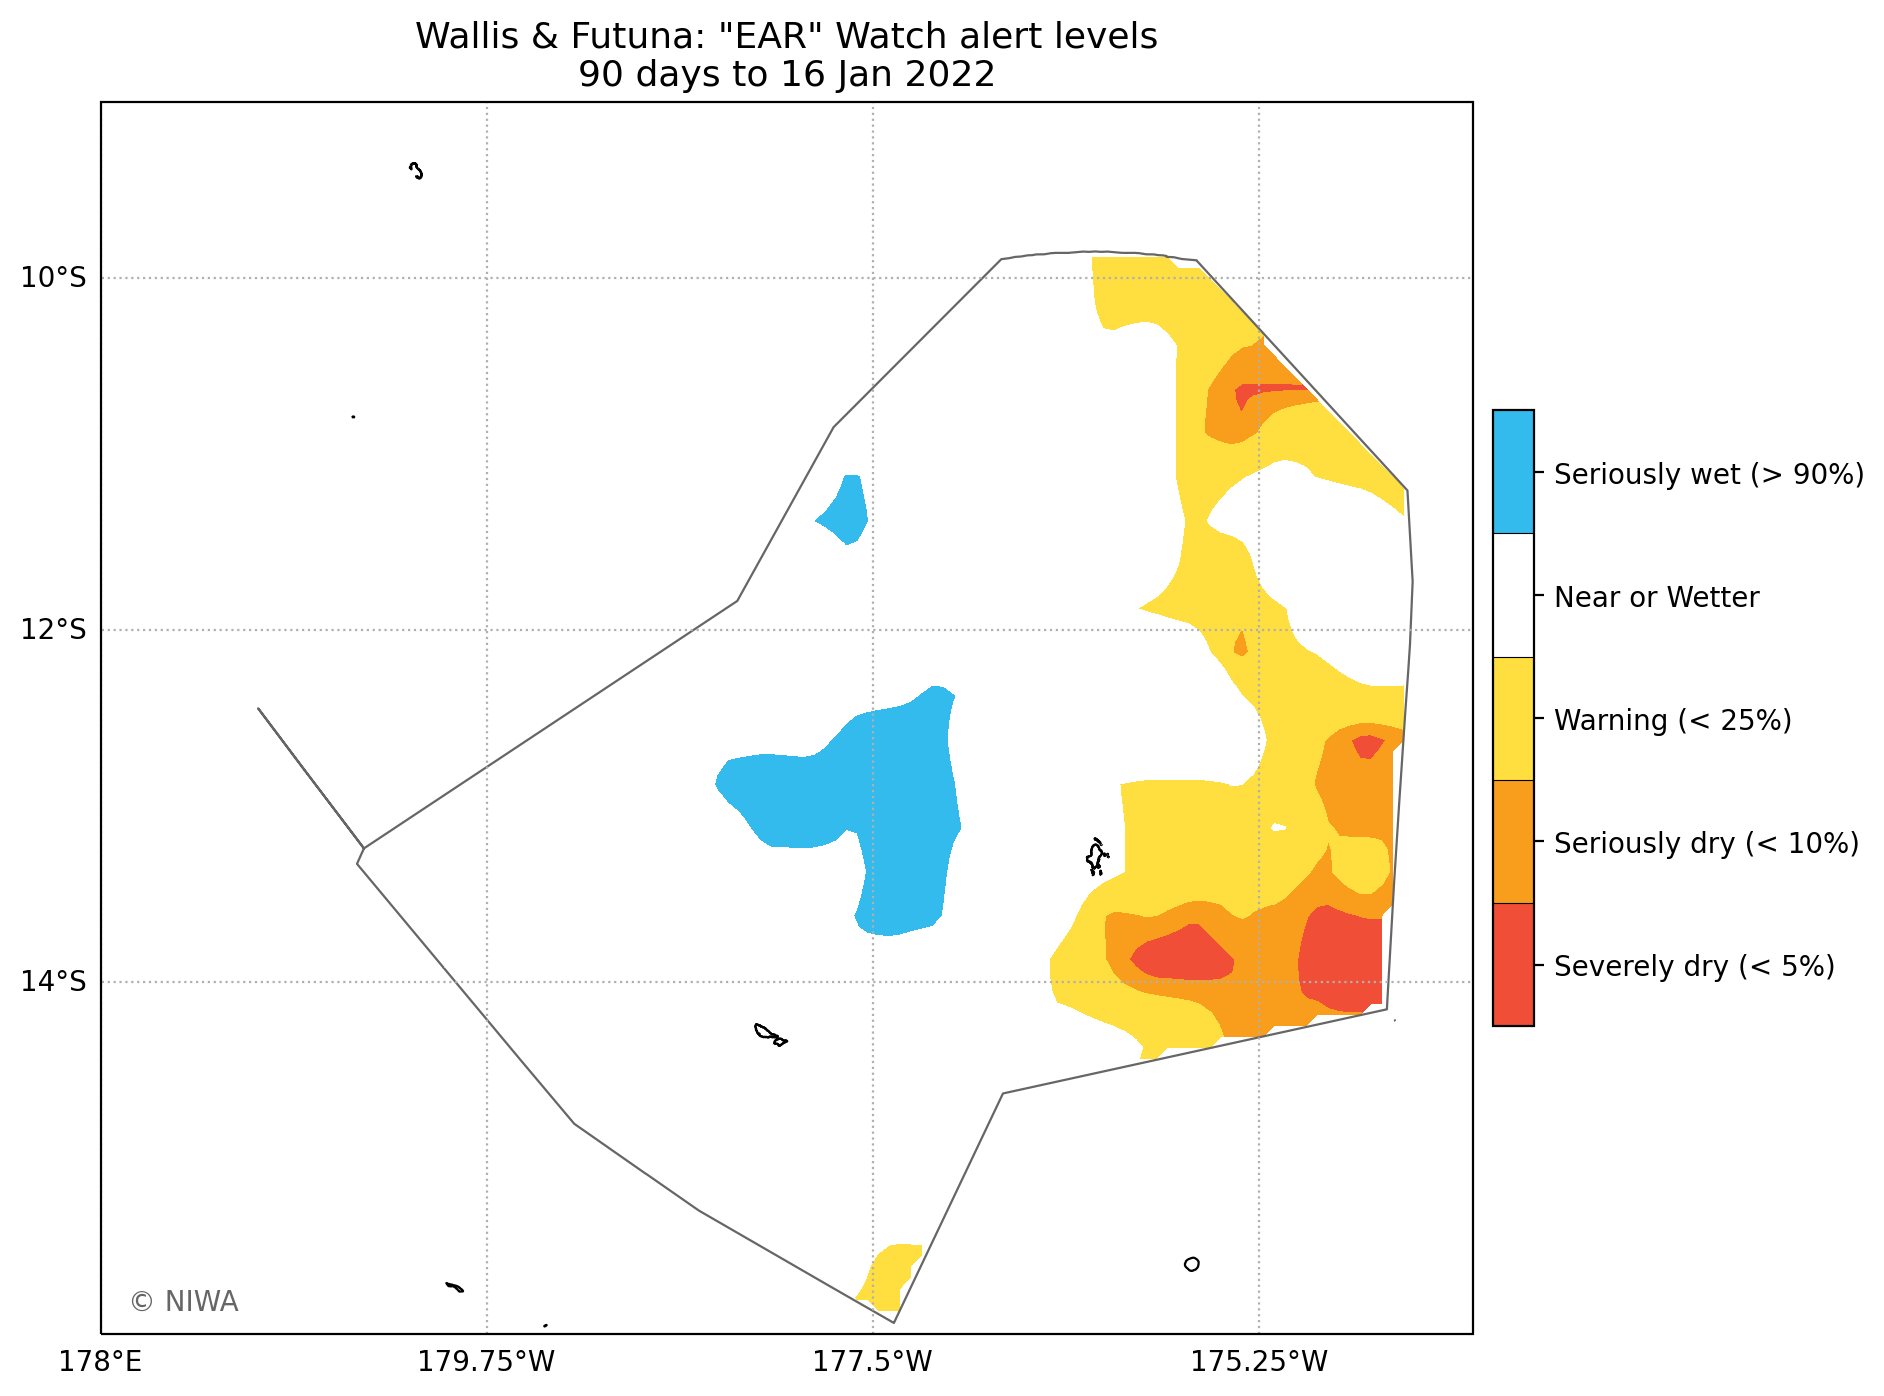 Wallis & Futuna: "EAR" Watch alert levels
90 days to 16 Jan 2022
10°S
12°S
14°S
178°E
179.75°W
177.5°W
175.25°W
© NIWA
Seriously wet (> 90%)
Near or Wetter
Warning (< 25%)
Seriously dry (< 10%)
Severely dry (< 5%)